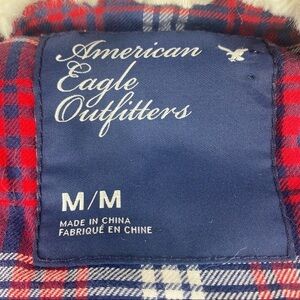 American
Eagle
Outfitters
M/M
MADE IN CHINA
FABRIQUÉ EN CHINE